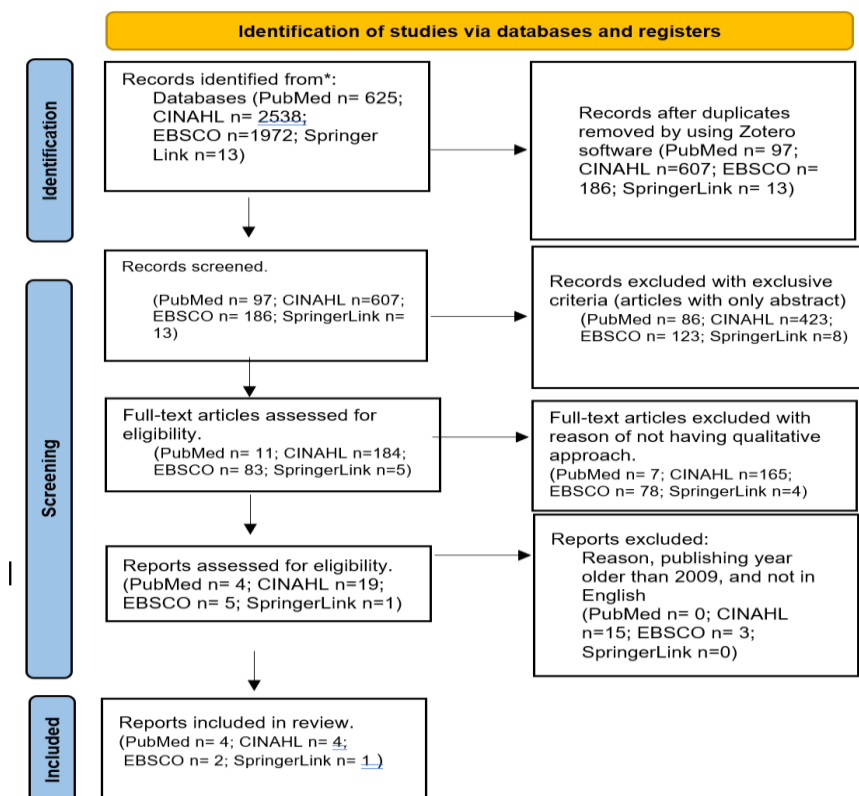 Identification of studies via databases and registers
Identification
Records identified from*:
Databases (PubMed n= 625;
CINAHL n= 2538;
EBSCO n=1972; Springer
Link n=13)
Records after duplicates
removed by using Zotero
software (PubMed n= 97;
CINAHL n=607; EBSCO n=
186; SpringerLink n= 13)
Screening
Records screened.
(PubMed n= 97; CINAHL n=607;
EBSCO n= 186; SpringerLink n=
13)
Records excluded with exclusive
criteria (articles with only abstract)
(PubMed n= 86; CINAHL n=423;
EBSCO n= 123; SpringerLink n=8)
Full-text articles assessed for
eligibility.
(PubMed n= 11; CINAHL n=184;
EBSCO n= 83; SpringerLink n=5)
Full-text articles excluded with
reason of not having qualitative
approach.
(PubMed n= 7; CINAHL n=165;
EBSCO n= 78; SpringerLink n=4)
Reports assessed for eligibility.
(PubMed n= 4; CINAHL n=19;
EBSCO n= 5; SpringerLink n=1)
Reports excluded:
Reason, publishing year
older than 2009, and not in
English
(PubMed n= 0; CINAHL
n=15; EBSCO n= 3;
SpringerLink n=0)
Included
Reports included in review.
(PubMed n= 4; CINAHL n= 4;
EBSCO n= 2; SpringerLink n= 1 )